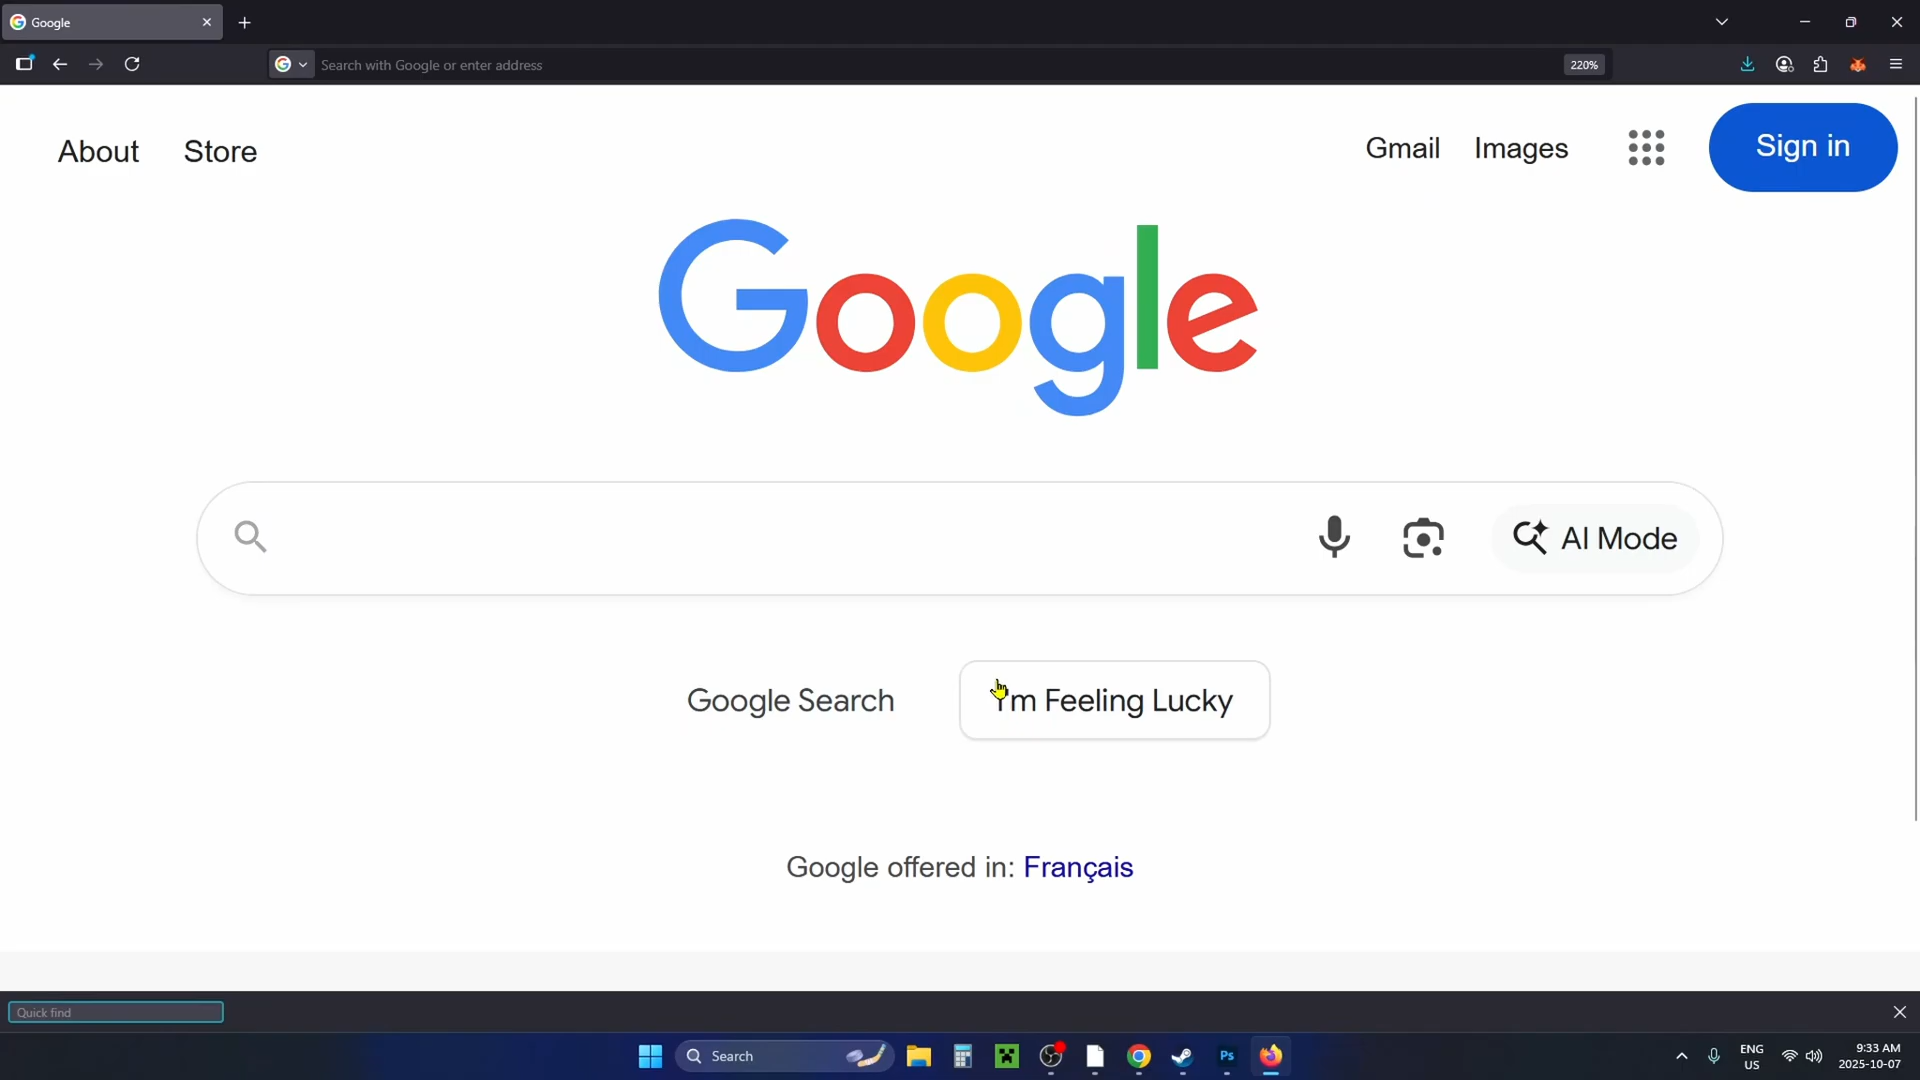 Google
Search with Google or enter address
220%
About
Store
Gmail
Images
Sign in
Google
AI Mode
Google Search
I'm Feeling Lucky
Google offered in: Français
Quick find
Search
Ps
ENG
US
9:33 AM
2025-10-07